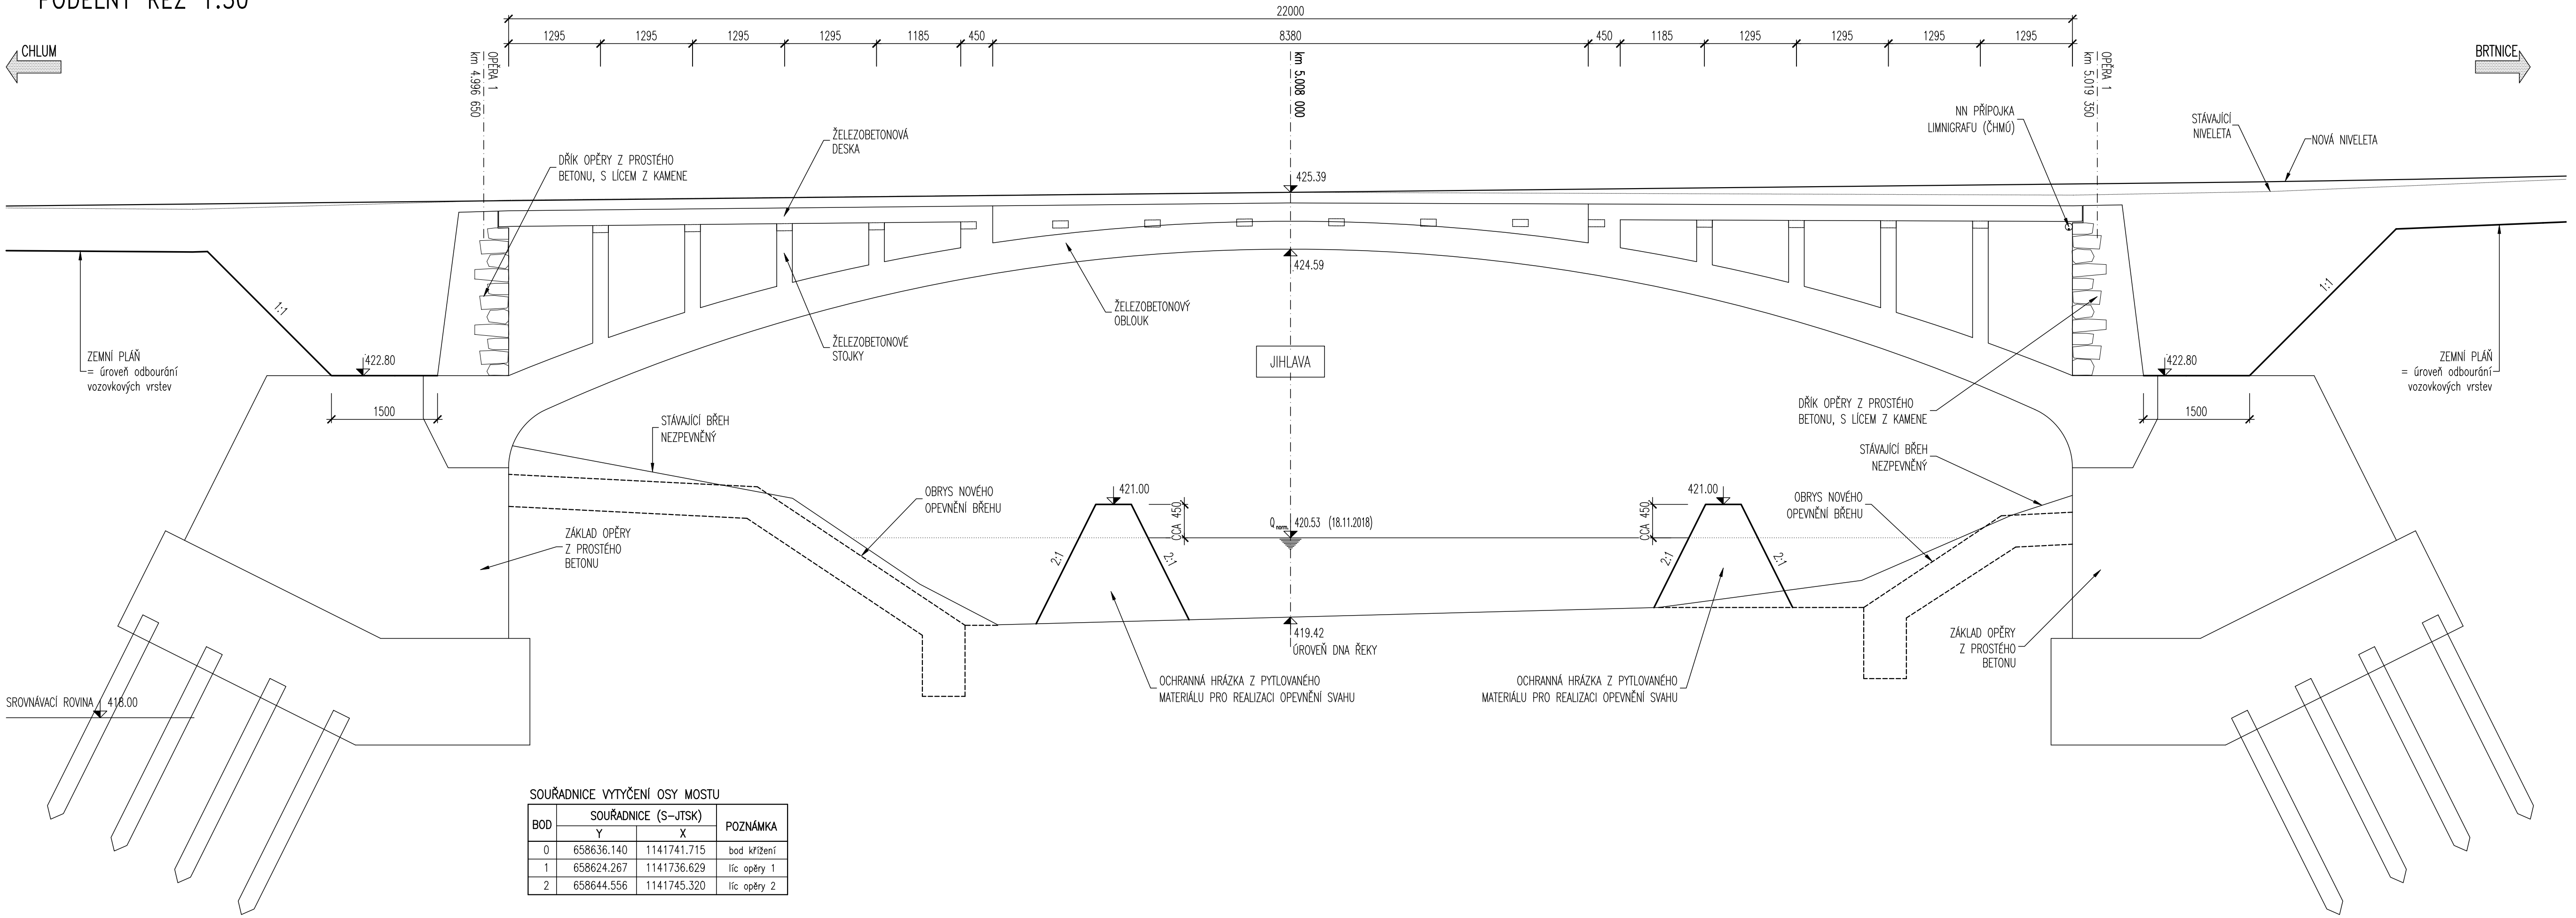 PODÉLNÝ ŘEZ 1:50
22000
1295 1295 1295 1295 1185 450 8380 450 1185 1295 1295 1295 1295
CHLUM
BRTNICE
OPĚRA 1
km 4.996 650
km 5.008 000
OPĚRA 1
km 5.019 350
NN PŘÍPOJKA
LIMNIGRAFU (ČHMÚ)
STÁVAJÍCÍ
NIVELETA
NOVÁ NIVELETA
ŽELEZOBETONOVÁ
DESKA
DŘÍK OPĚRY Z PROSTÉHO
BETONU, S LÍCEM Z KAMENE
425.39
424.59
1:1
1:1
ŽELEZOBETONOVÝ
OBLOUK
ŽELEZOBETONOVÉ
STOJKY
JIHLAVA
ZEMNÍ PLÁŇ
= úroveň odbourání
vozovkových vrstev
422.80
1500
422.80
1500
ZEMNÍ PLÁŇ
= úroveň odbourání
vozovkových vrstev
DŘÍK OPĚRY Z PROSTÉHO
BETONU, S LÍCEM Z KAMENE
STÁVAJÍCÍ BŘEH
NEZPEVNĚNÝ
STÁVAJÍCÍ BŘEH
NEZPEVNĚNÝ
OBRYS NOVÉHO
OPEVNĚNÍ BŘEHU
421.00
CCA 450
2:1
2:1
Qnorm. 420.53 (18.11.2018)
421.00
CCA 450
2:1
2:1
OBRYS NOVÉHO
OPEVNĚNÍ BŘEHU
ZÁKLAD OPĚRY
Z PROSTÉHO
BETONU
419.42
ÚROVEŇ DNA ŘEKY
ZÁKLAD OPĚRY
Z PROSTÉHO
BETONU
OCHRANNÁ HRÁZKA Z PYTLOVANÉHO
MATERIÁLU PRO REALIZACI OPEVNĚNÍ SVAHU
OCHRANNÁ HRÁZKA Z PYTLOVANÉHO
MATERIÁLU PRO REALIZACI OPEVNĚNÍ SVAHU
SROVNÁVACÍ ROVINA 418.00
SOUŘADNICE VYTYČENÍ OSY MOSTU
BOD SOUŘADNICE (S-JTSK) POZNÁMKA
Y X
0 658636.140 1141741.715 bod křížení
1 658624.267 1141736.629 líc opěry 1
2 658644.556 1141745.320 líc opěry 2